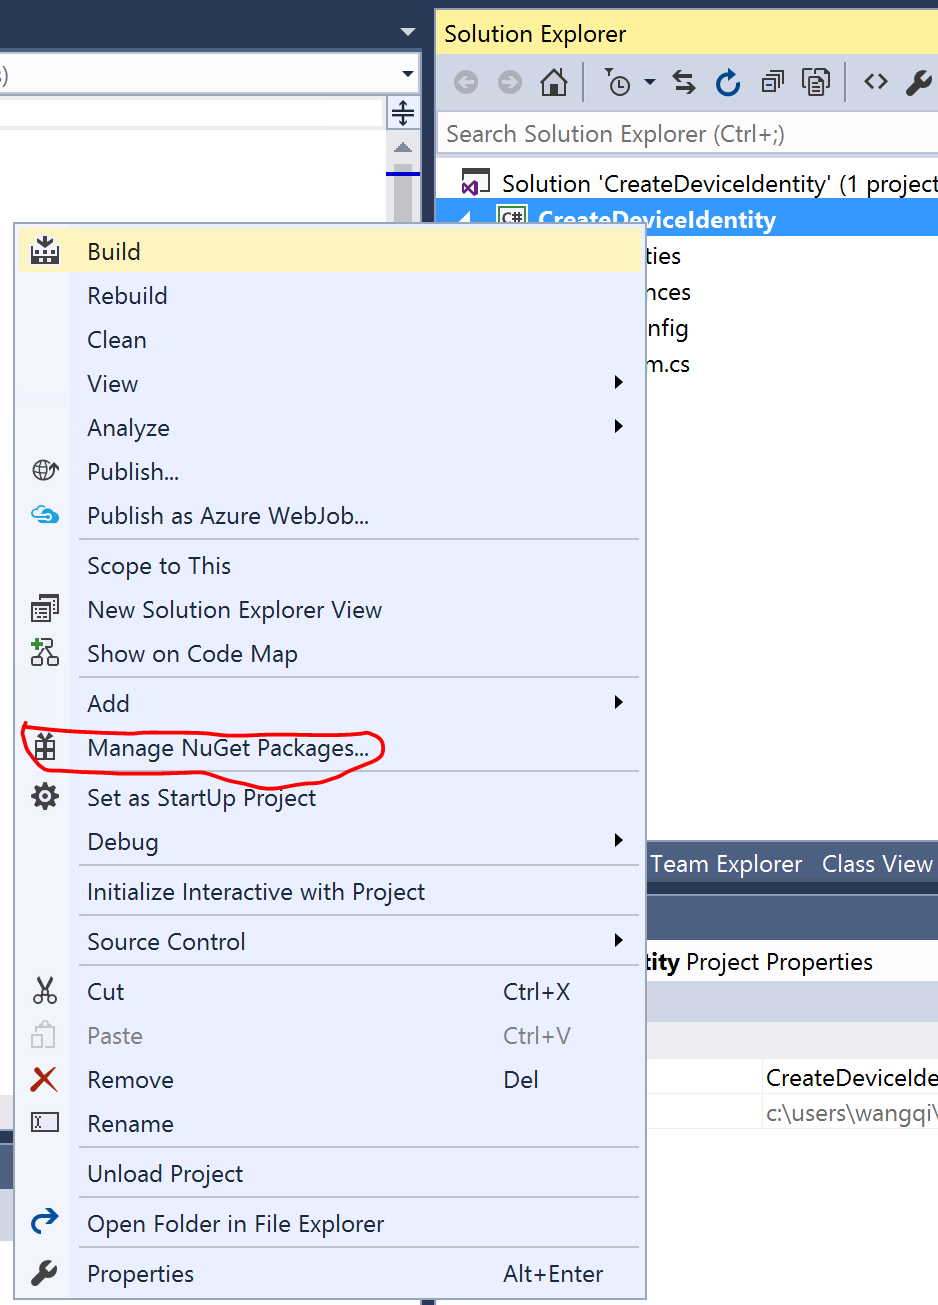 Solution Explorer
Search Solution Explorer (Ctrl+;)
Solution 'CreateDeviceIdentity' (1 project
C# CreateDeviceIdentity
ties
nces
nfig
m.cs
Build
Rebuild
Clean
View
Analyze
Publish...
Publish as Azure WebJob...
Scope to This
New Solution Explorer View
Show on Code Map
Add
Manage NuGet Packages...
Set as StartUp Project
Debug
Initialize Interactive with Project
Source Control
Cut Ctrl+X
Paste Ctrl+V
Remove Del
Rename
Unload Project
Open Folder in File Explorer
Properties Alt+Enter
Team Explorer Class View
tity Project Properties
CreateDeviceIde
c:\users\wangqi\